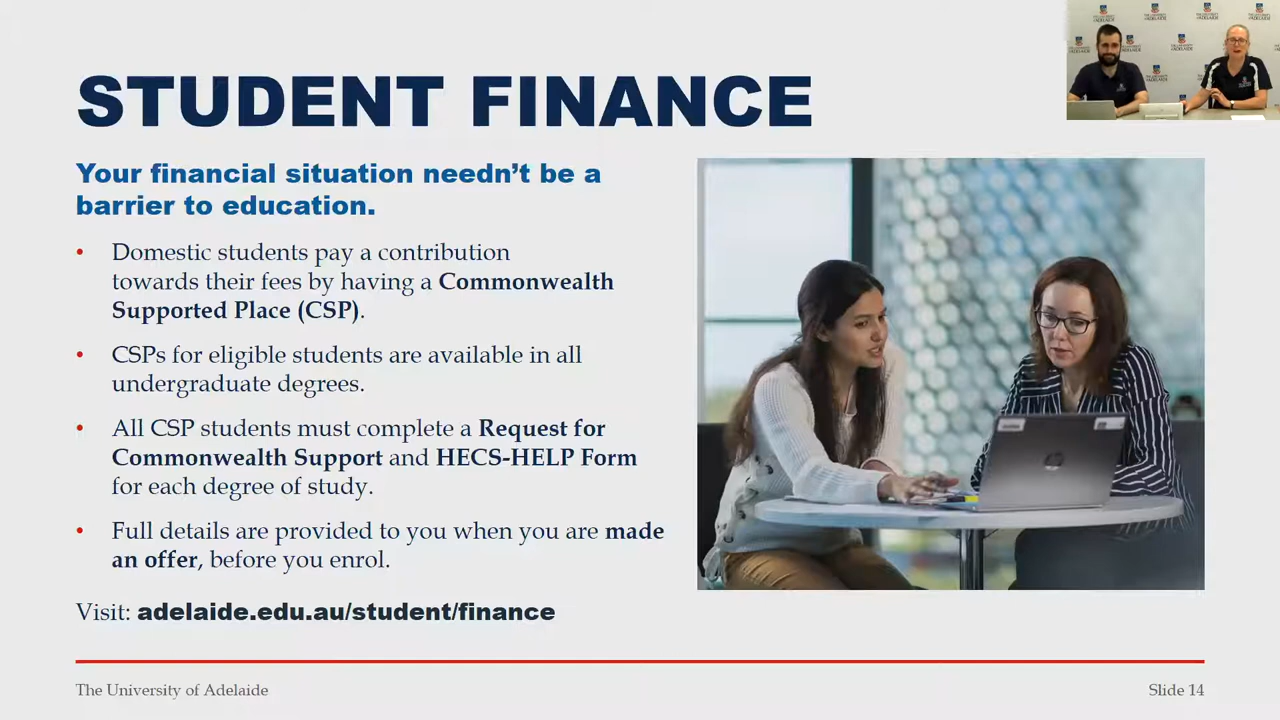 STUDENT FINANCE
Your financial situation needn’t be a
barrier to education.
• Domestic students pay a contribution
towards their fees by having a Commonwealth
Supported Place (CSP).
• CSPs for eligible students are available in all
undergraduate degrees.
• All CSP students must complete a Request for
Commonwealth Support and HECS-HELP Form
for each degree of study.
• Full details are provided to you when you are made
an offer, before you enrol.
Visit: adelaide.edu.au/student/finance
The University of Adelaide
Slide 14